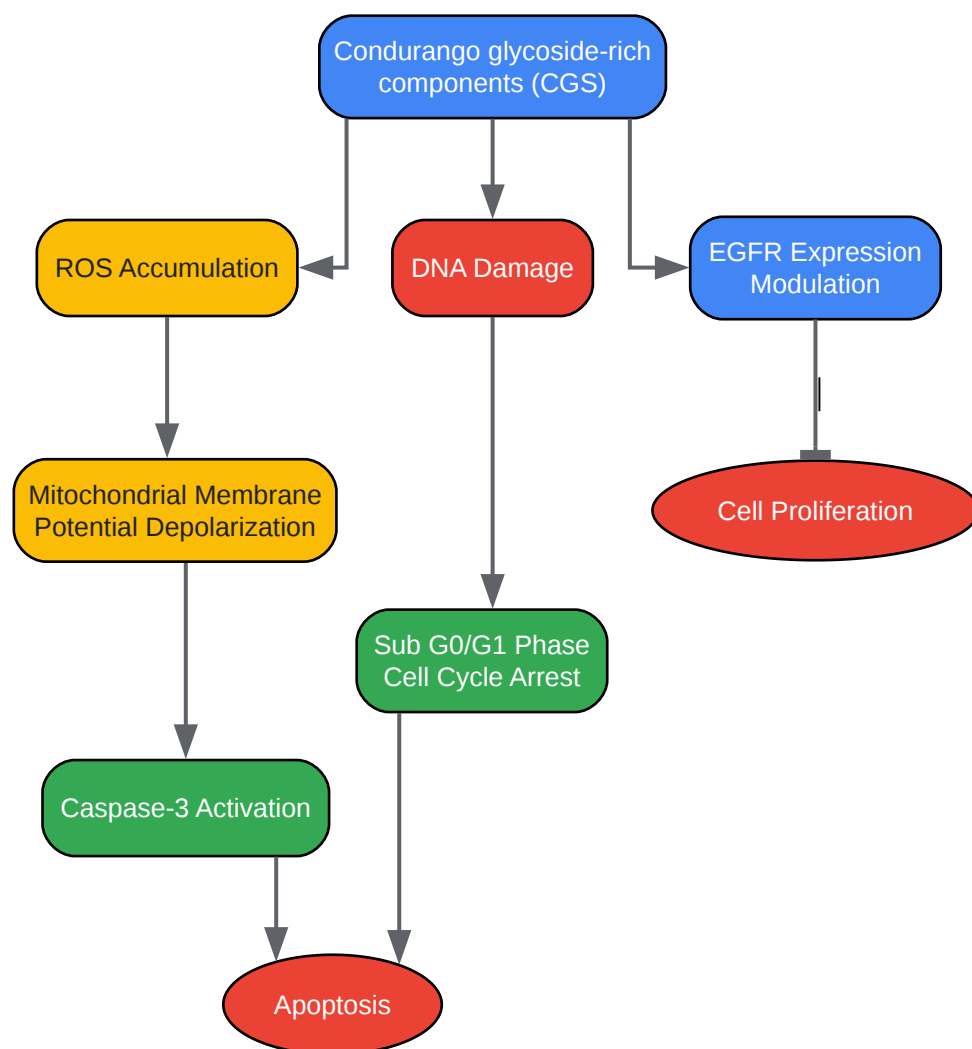 Condurango glycoside-rich
components (CGS)
ROS Accumulation
DNA Damage
EGFR Expression
Modulation
Mitochondrial Membrane
Potential Depolarization
Cell Proliferation
Sub G0/G1 Phase
Cell Cycle Arrest
Caspase-3 Activation
Apoptosis